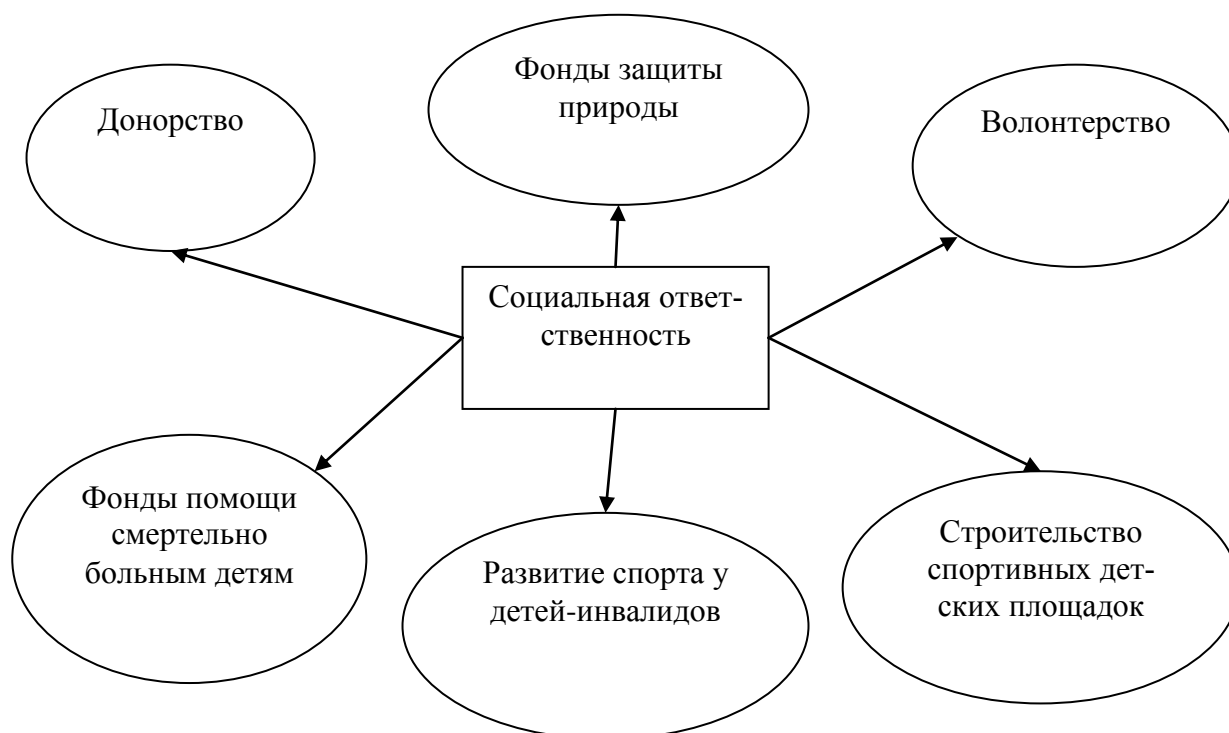 Донорство
Фонды защиты
природы
Волонтерство
Социальная ответ-
ственность
Фонды помощи
смертельно
больным детям
Развитие спорта у
детей-инвалидов
Строительство
спортивных дет-
ских площадок